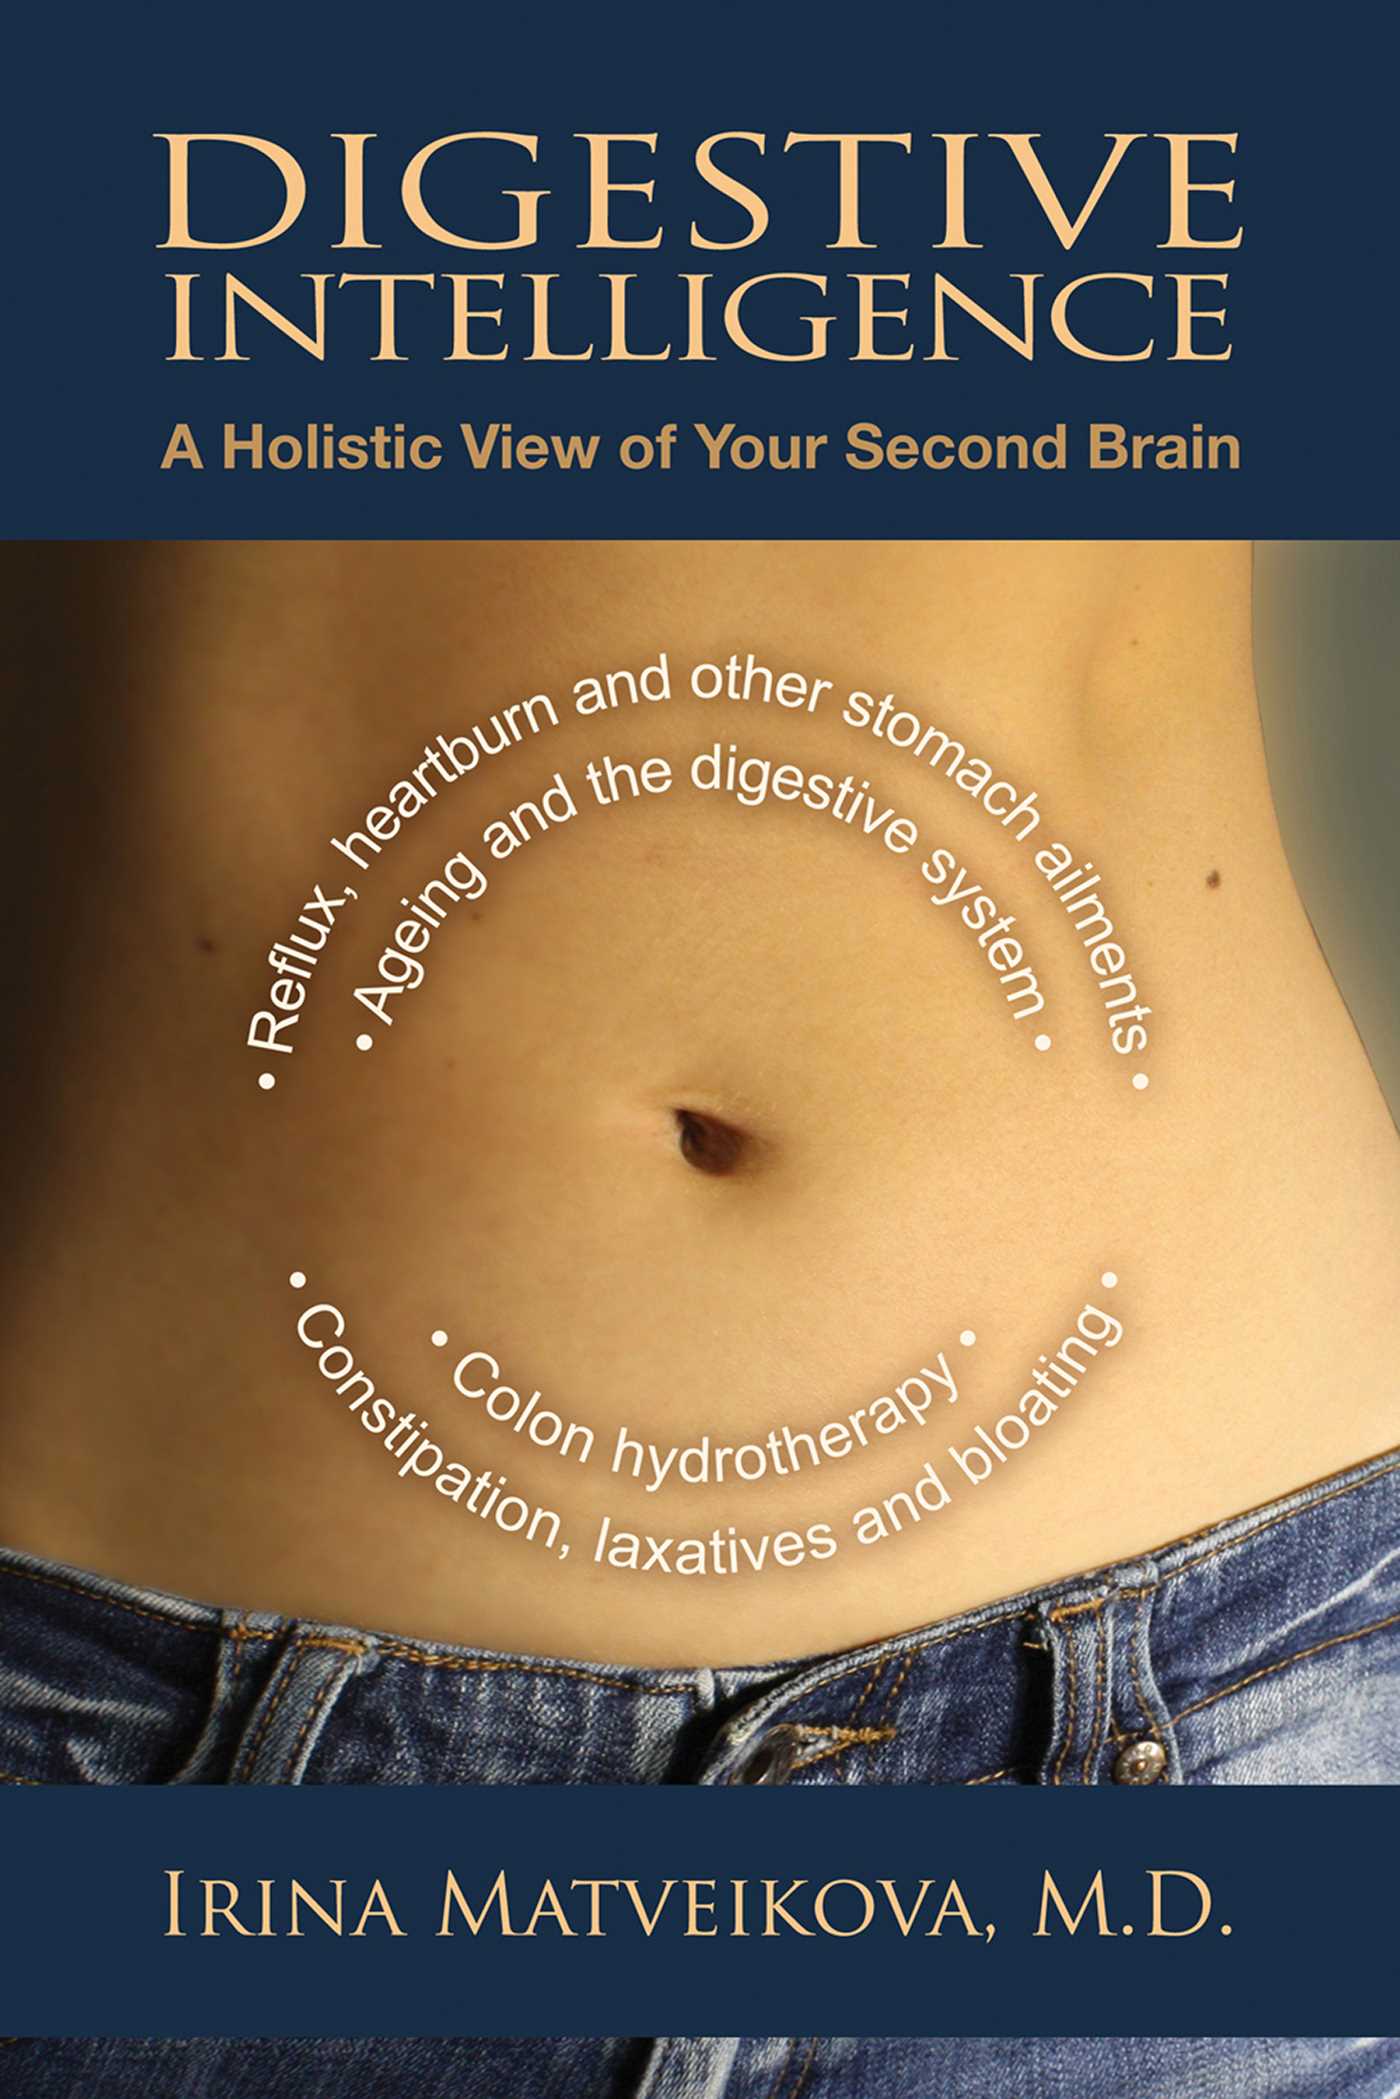 DIGESTIVE
INTELLIGENCE
A Holistic View of Your Second Brain
• Reflux, heartburn and other stomach ailments •
• Ageing and the digestive system •
• Colon hydrotherapy •
• Constipation, laxatives and bloating •
IRINA MATVEIKOVA, M.D.